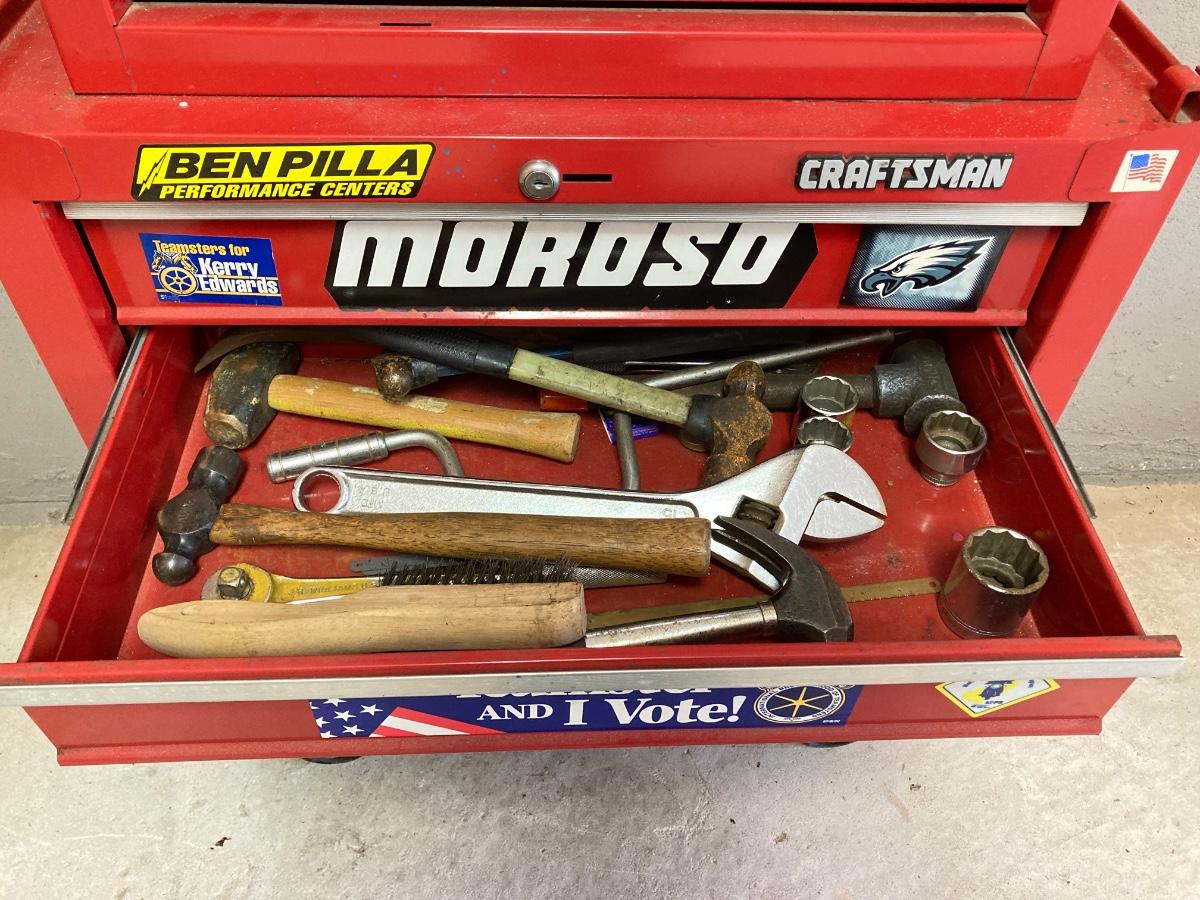 BEN PILLA
PERFORMANCE CENTERS
CRAFTSMAN
Teamsters for
Kerry
Edwards
MOROSO
AND I Vote!